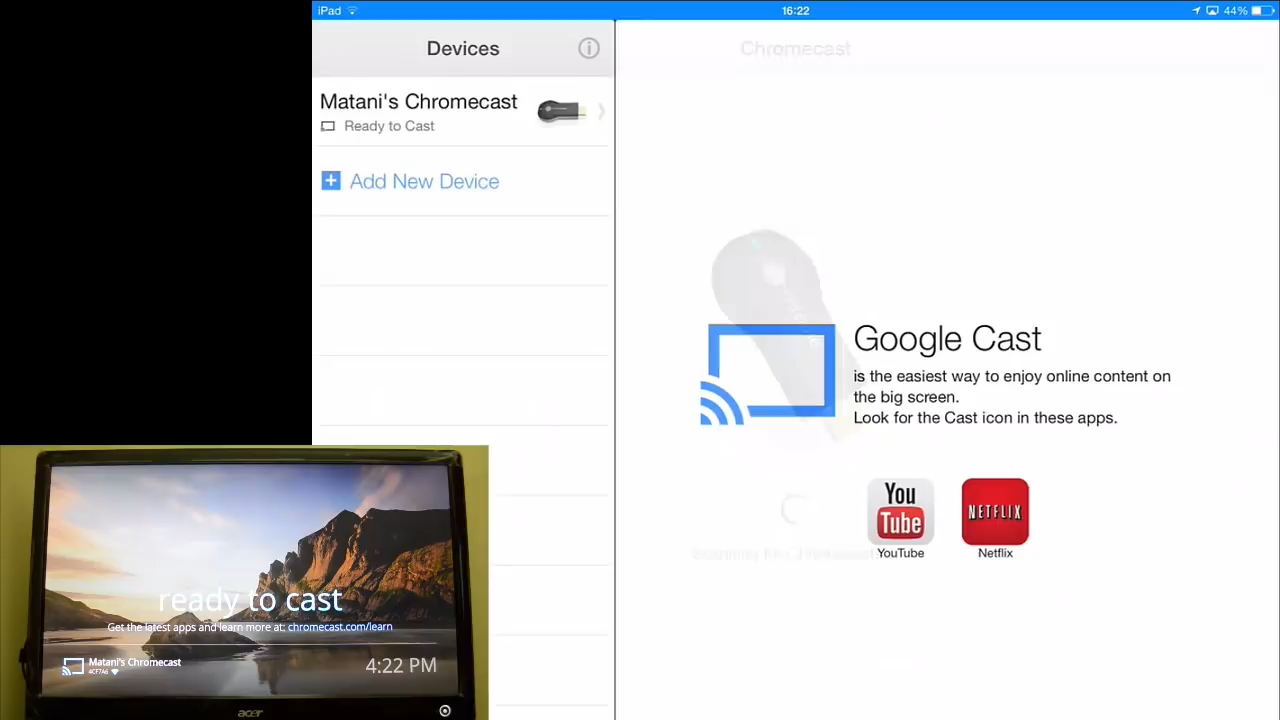 iPad
16:22
44%
Devices
Chromecast
Matani's Chromecast
Ready to Cast
Add New Device
Google Cast
is the easiest way to enjoy online content on
the big screen.
Look for the Cast icon in these apps.
You
Tube
NETFLIX
YouTube
Netflix
ready to cast
Get the latest apps and learn more at: chromecast.com/learn
Matani's Chromecast
4CF7A6
4:22 PM
acer